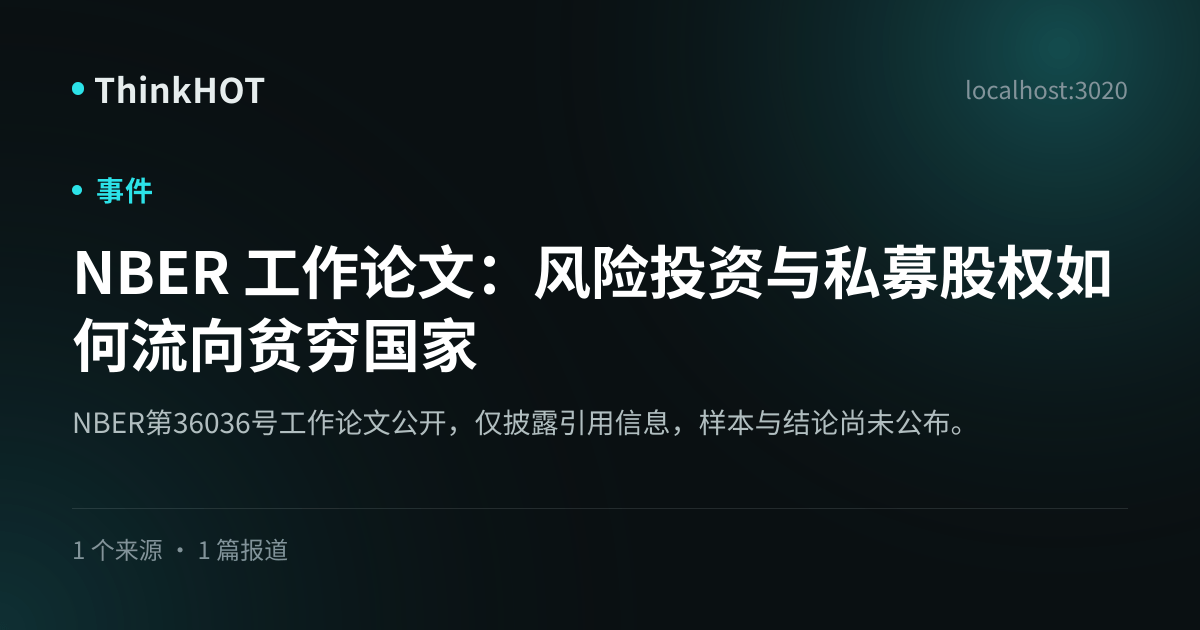 ThinkHOT
localhost:3020
事件
NBER 工作论文：风险投资与私募股权如
何流向贫穷国家
NBER第36036号工作论文公开，仅披露引用信息，样本与结论尚未公布。
1 个来源 · 1 篇报道